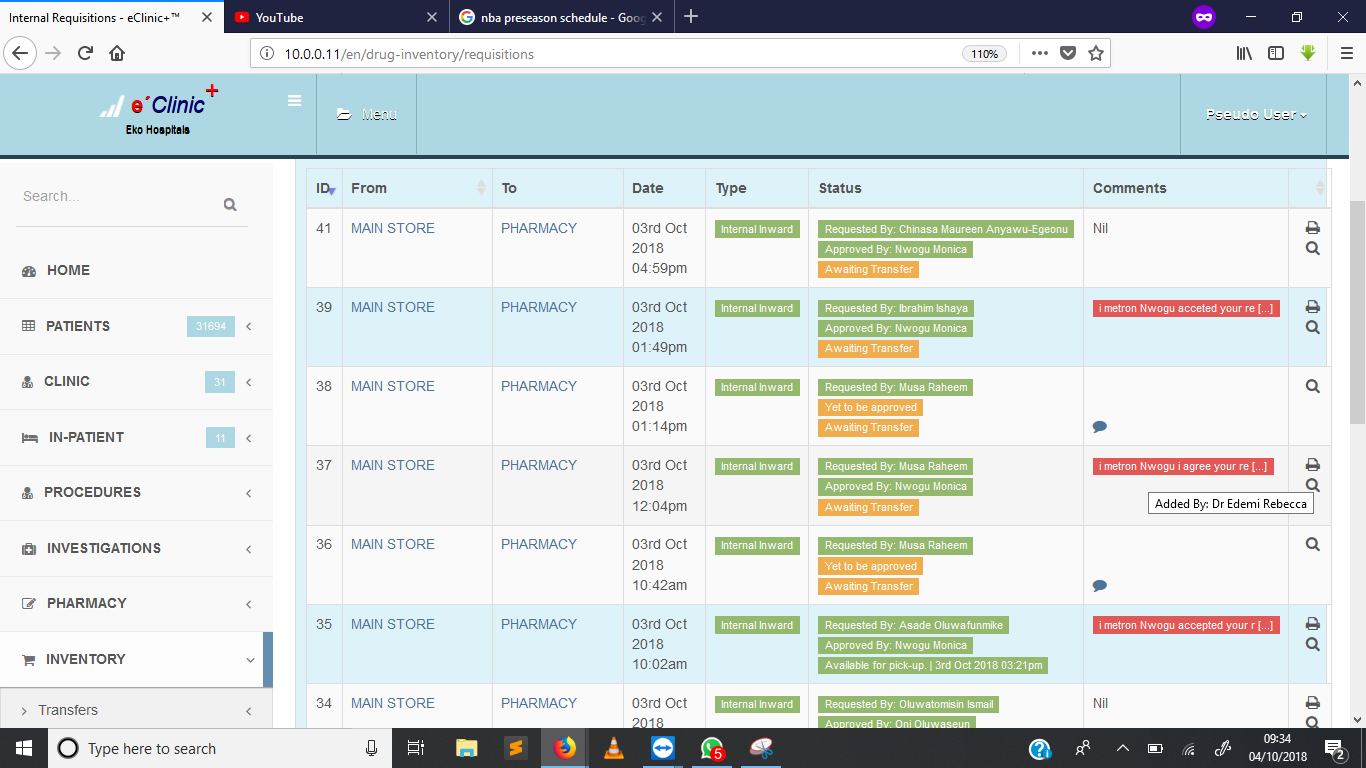 Internal Requisitions - eClinic+™
YouTube
nba preseason schedule - Goog
10.0.0.11/en/drug-inventory/requisitions
110%
e´Clinic+
Eko Hospitals
Menu
Pseudo User
Search...
HOME
PATIENTS 31694
CLINIC 31
IN-PATIENT 11
PROCEDURES
INVESTIGATIONS
PHARMACY
INVENTORY
Transfers
ID From To Date Type Status Comments
41 MAIN STORE PHARMACY 03rd Oct Internal Inward Requested By: Chinasa Maureen Anyawu-Egeonu Nil
2018 Approved By: Nwogu Monica
04:59pm Awaiting Transfer
39 MAIN STORE PHARMACY 03rd Oct Internal Inward Requested By: Ibrahim Ishaya i metron Nwogu acceted your re [...]
2018 Approved By: Nwogu Monica
01:49pm Awaiting Transfer
38 MAIN STORE PHARMACY 03rd Oct Internal Inward Requested By: Musa Raheem
2018 Yet to be approved
01:14pm Awaiting Transfer
37 MAIN STORE PHARMACY 03rd Oct Internal Inward Requested By: Musa Raheem i metron Nwogu i agree your re [...]
2018 Approved By: Nwogu Monica
12:04pm Awaiting Transfer Added By: Dr Edemi Rebecca
36 MAIN STORE PHARMACY 03rd Oct Internal Inward Requested By: Musa Raheem
2018 Yet to be approved
10:42am Awaiting Transfer
35 MAIN STORE PHARMACY 03rd Oct Internal Inward Requested By: Asade Oluwafunmike i metron Nwogu accepted your r [...]
2018 Approved By: Nwogu Monica
10:02am Available for pick-up. | 3rd Oct 2018 03:21pm
34 MAIN STORE PHARMACY 03rd Oct Internal Inward Requested By: Oluwatomisin Ismail Nil
2018 Approved By: Oni Oluwaseun
Type here to search
5
09:34
04/10/2018
2